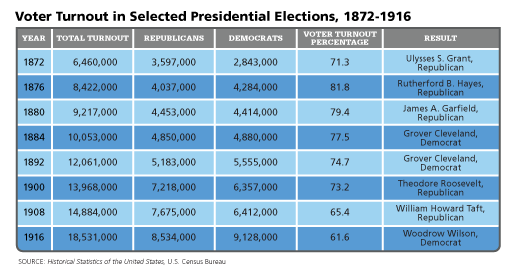 Voter Turnout in Selected Presidential Elections, 1872-1916
YEAR TOTAL TURNOUT REPUBLICANS DEMOCRATS VOTER TURNOUT PERCENTAGE RESULT
1872 6,460,000 3,597,000 2,843,000 71.3 Ulysses S. Grant, Republican
1876 8,422,000 4,037,000 4,284,000 81.8 Rutherford B. Hayes, Republican
1880 9,217,000 4,453,000 4,414,000 79.4 James A. Garfield, Republican
1884 10,053,000 4,850,000 4,880,000 77.5 Grover Cleveland, Democrat
1892 12,061,000 5,183,000 5,555,000 74.7 Grover Cleveland, Democrat
1900 13,968,000 7,218,000 6,357,000 73.2 Theodore Roosevelt, Republican
1908 14,884,000 7,675,000 6,412,000 65.4 William Howard Taft, Republican
1916 18,531,000 8,534,000 9,128,000 61.6 Woodrow Wilson, Democrat
SOURCE: Historical Statistics of the United States, U.S. Census Bureau